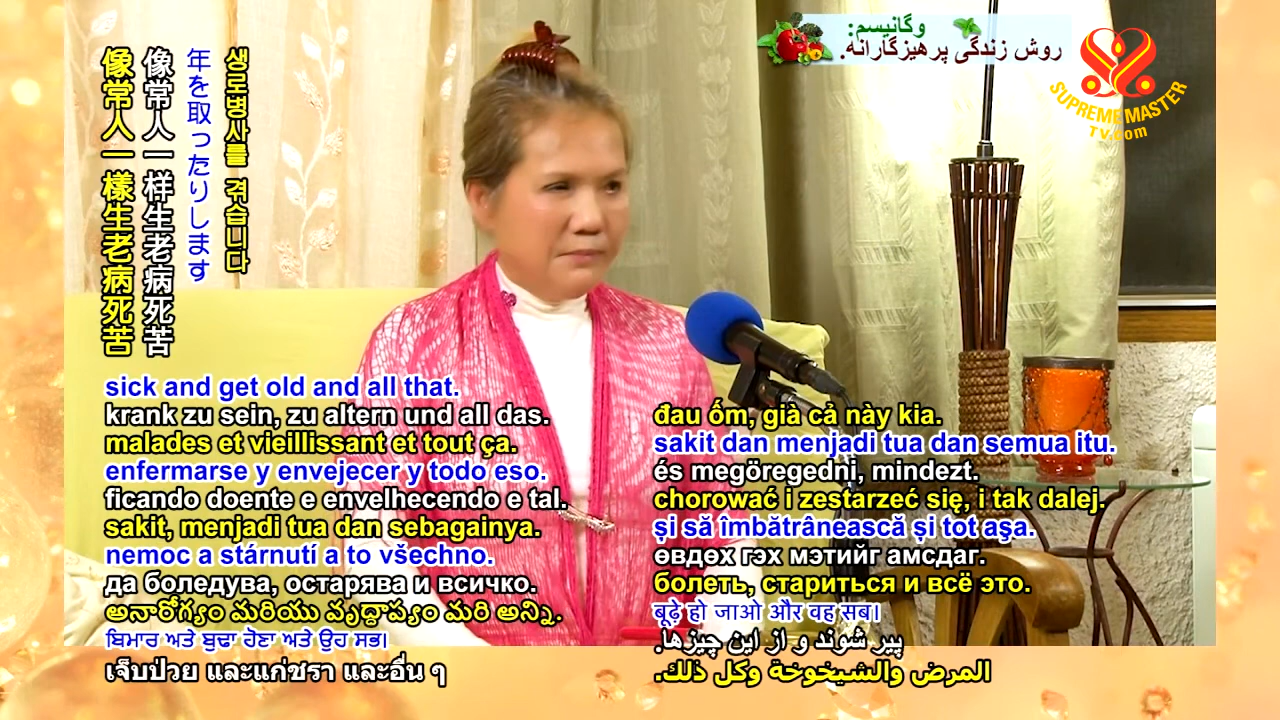 وگانیسم:
روش زندگی پرهیزگارانه.
SUPREME MASTER
TV.com
생로병사를 겪습니다
年を取ったりします
像常人一样生老病死苦
像常人一樣生老病死苦
sick and get old and all that.
krank zu sein, zu altern und all das.
malades et vieillissant et tout ça.
enfermarse y envejecer y todo eso.
ficando doente e envelhecendo e tal.
sakit, menjadi tua dan sebagainya.
nemoc a stárnutí a to všechno.
да боледува, остарява и всичко.
అనారోగ్యం మరియు వృద్ధాప్యం మరి అన్ని.
ਬਿਮਾਰ ਅਤੇ ਬੁਢਾ ਹੋਣਾ ਅਤੇ ਉਹ ਸਭ।
เจ็บป่วย และแก่ชรา และอื่น ๆ
đau ốm, già cả này kia.
sakit dan menjadi tua dan semua itu.
és megöregedni, mindezt.
chorować i zestarzeć się, i tak dalej.
și să îmbătrânească și tot așa.
өвдөх гэх мэтийг амсдаг.
болеть, стариться и всё это.
बूढ़े हो जाओ और वह सब।
پیر شوند و از این چیزها.
المرض والشيخوخة وكل ذلك.